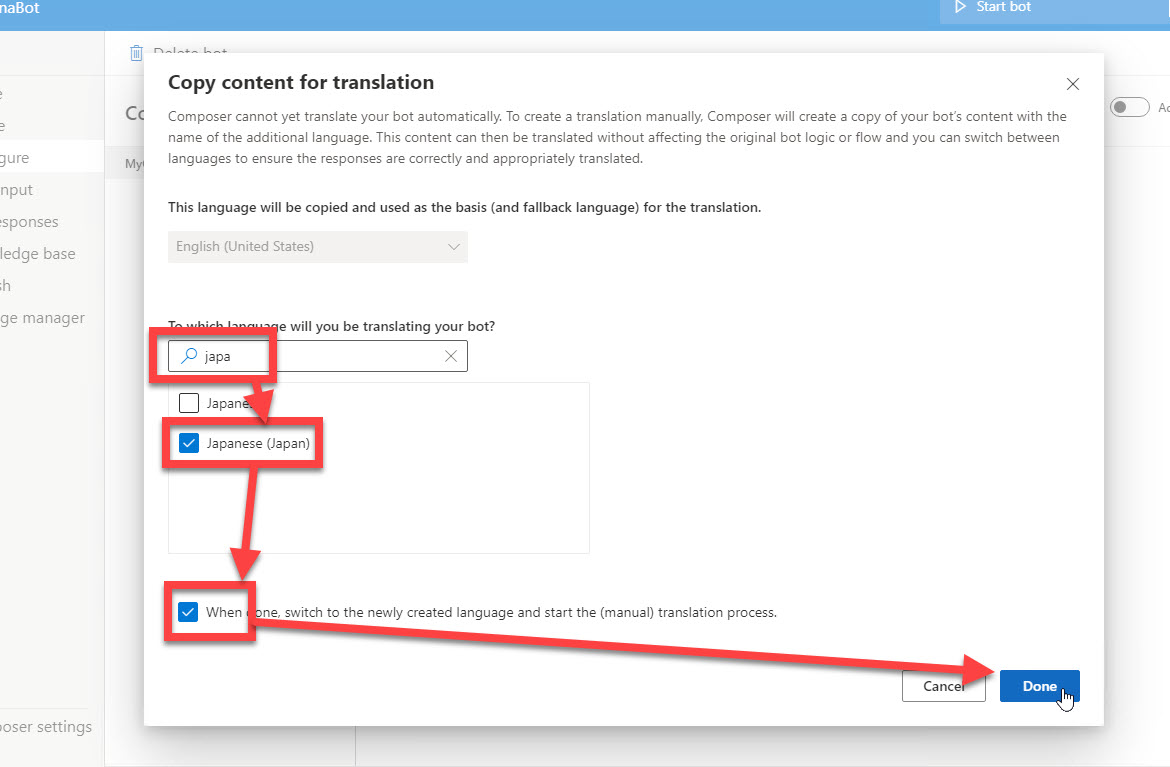 naBot
Start bot
Delete bot
Copy content for translation
Composer cannot yet translate your bot automatically. To create a translation manually, Composer will create a copy of your bot's content with the
name of the additional language. This content can then be translated without affecting the original bot logic or flow and you can switch between
languages to ensure the responses are correctly and appropriately translated.
This language will be copied and used as the basis (and fallback language) for the translation.
English (United States)
To which language will you be translating your bot?
japa
Japane
Japanese (Japan)
When done, switch to the newly created language and start the (manual) translation process.
Cancel
Done
e
e
gure
nput
esponses
ledge base
sh
ge manager
poser settings
Co
My
Ad